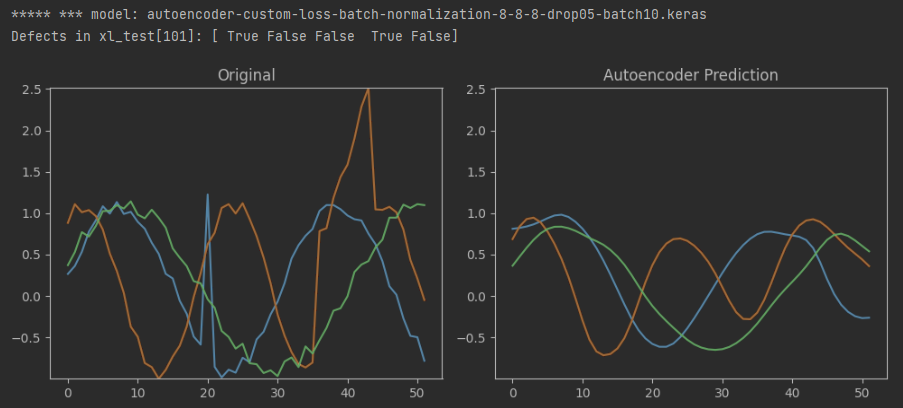 ***** *** model: autoencoder-custom-loss-batch-normalization-8-8-8-drop05-batch10.keras
Defects in xl_test[101]: [ True False False  True False]
Original
Autoencoder Prediction
2.5
2.0
1.5
1.0
0.5
0.0
−0.5
0 10 20 30 40 50
2.5
2.0
1.5
1.0
0.5
0.0
−0.5
0 10 20 30 40 50